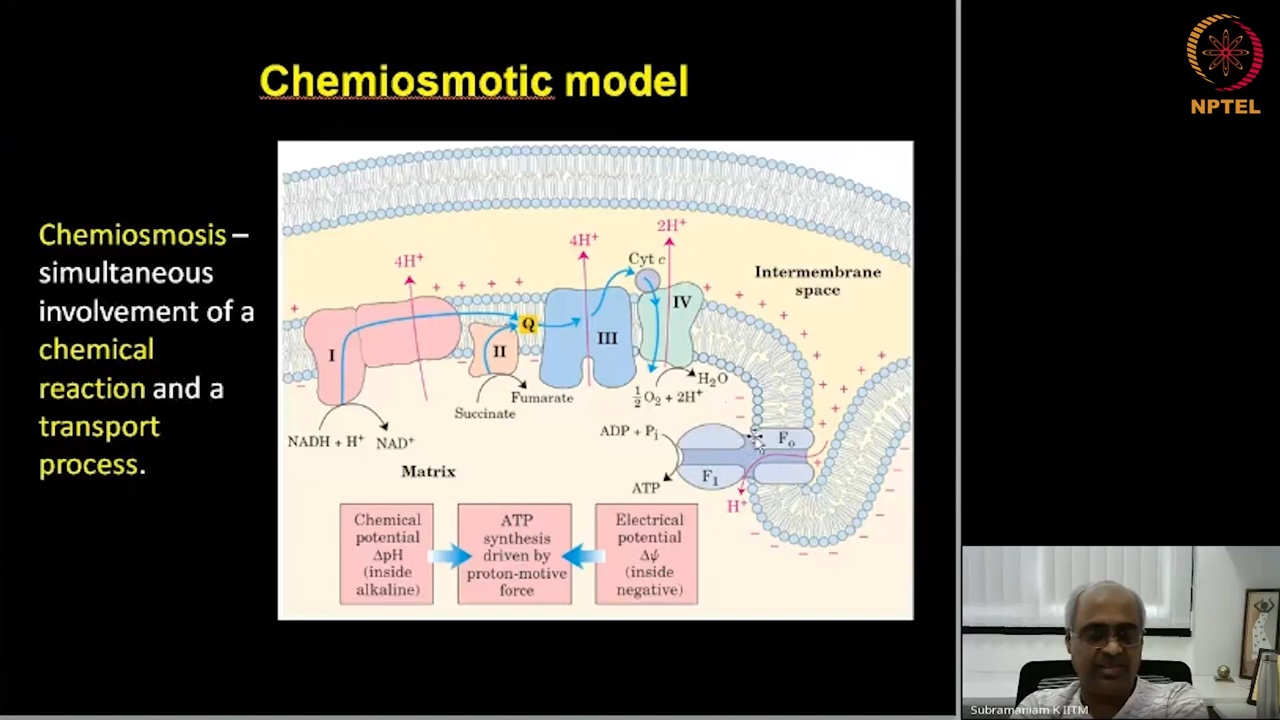 Chemiosmotic model
NPTEL
Chemiosmosis –
simultaneous
involvement of a
chemical
reaction and a
transport
process.
4H+
4H+
2H+
Cyt c
Intermembrane
space
I
Q
II
III
IV
Succinate
Fumarate
½O2 + 2H+
H2O
NADH + H+
NAD+
ADP + Pi
ATP
Fo
F1
H+
Matrix
Chemical
potential
ΔpH
(inside
alkaline)
ATP
synthesis
driven by
proton-motive
force
Electrical
potential
Δψ
(inside
negative)
Subramaniam K IITM